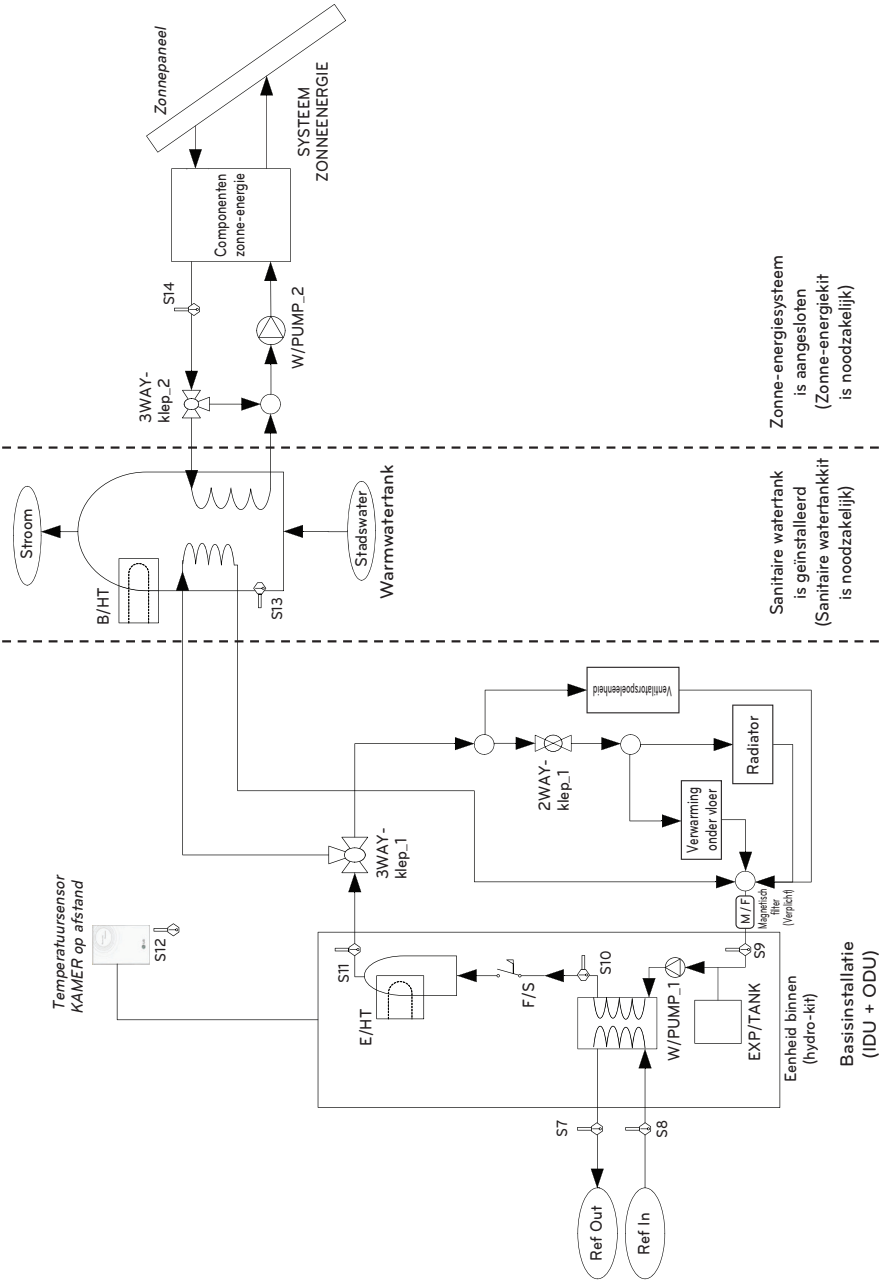 Temperatuursensor
KAMER op afstand
S12
LG
Stroom
B/HT
S13
Stadswater
Warmwatertank
3WAY-
klep_2
S14
W/PUMP_2
Componenten
zonne-energie
Zonnepaneel
SYSTEEM
ZONNEENERGIE
3WAY-
klep_1
2WAY-
klep_1
Ventilatorspoeleenheid
Radiator
Verwarming
onder vloer
M/F
Magnetisch
filter
(Verplicht)
S11
E/HT
F/S
S10
W/PUMP_1
EXP/TANK
S9
S7
S8
Ref Out
Ref In
Eenheid binnen
(hydro-kit)
Basisinstallatie
(IDU + ODU)
Sanitaire watertank
is geïnstalleerd
(Sanitaire watertankkit
is noodzakelijk)
Zonne-energiesysteem
is aangesloten
(Zonne-energiekit
is noodzakelijk)